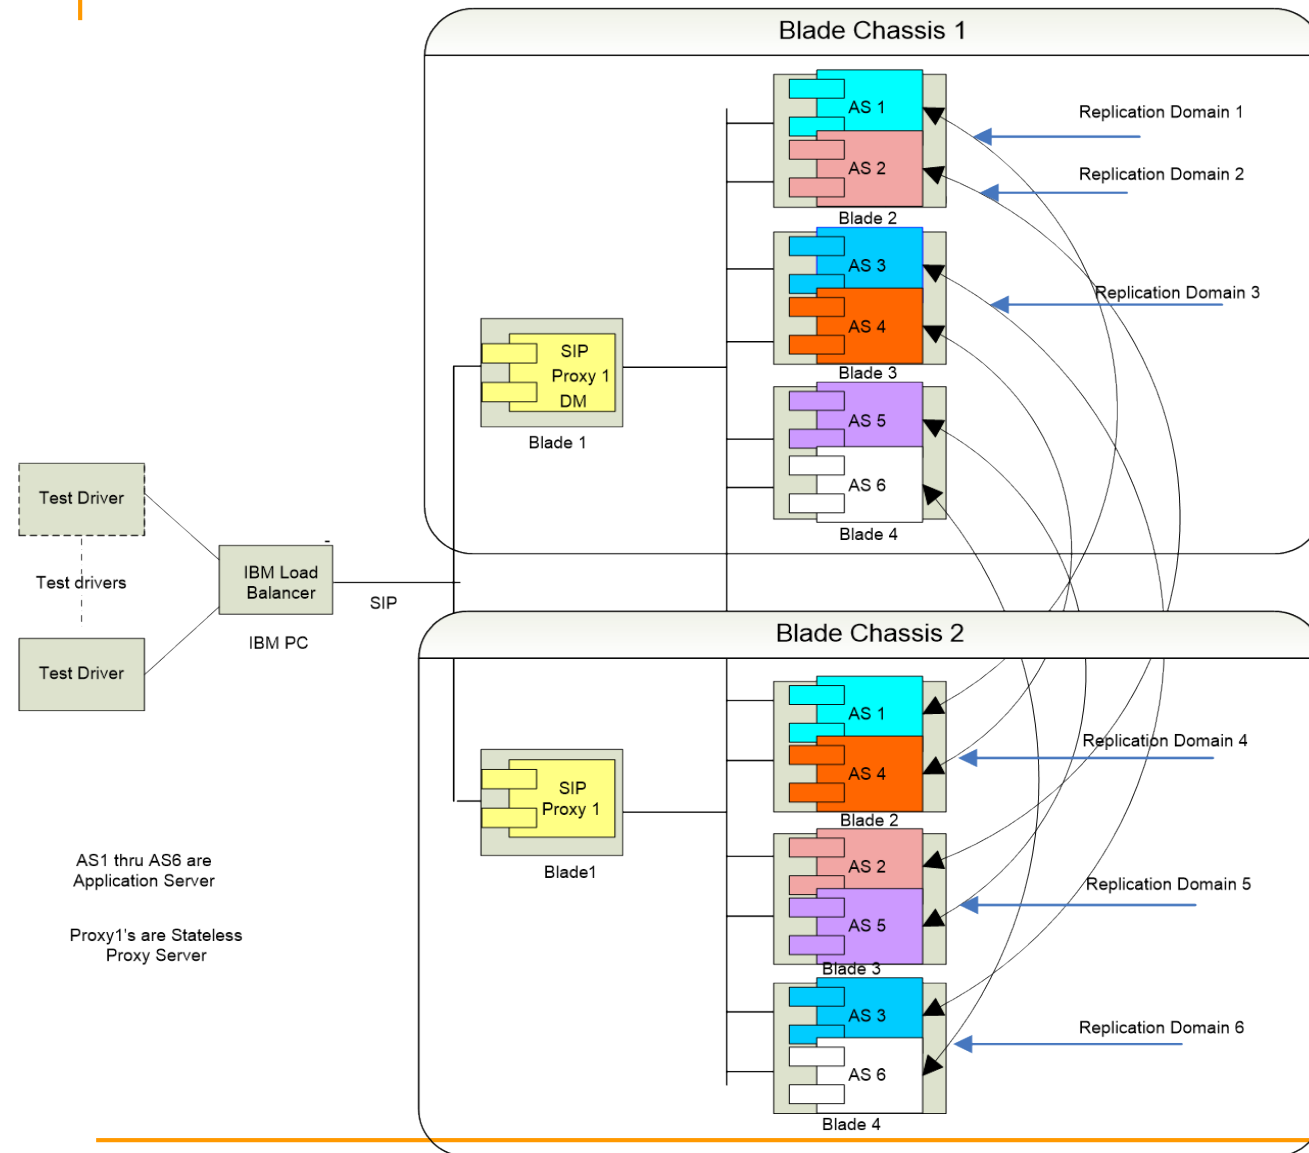 Blade Chassis 1
AS 1
Replication Domain 1
AS 2
Replication Domain 2
Blade 2
AS 3
Replication Domain 3
AS 4
Blade 3
SIP
Proxy 1
DM
Blade 1
AS 5
AS 6
Blade 4
Test Driver
Test drivers
Test Driver
IBM Load
Balancer
IBM PC
SIP
Blade Chassis 2
AS 1
Replication Domain 4
AS 4
Blade 2
SIP
Proxy 1
Blade1
AS 2
Replication Domain 5
AS 5
Blade 3
AS 3
Replication Domain 6
AS 6
Blade 4
AS1 thru AS6 are
Application Server
Proxy1's are Stateless
Proxy Server